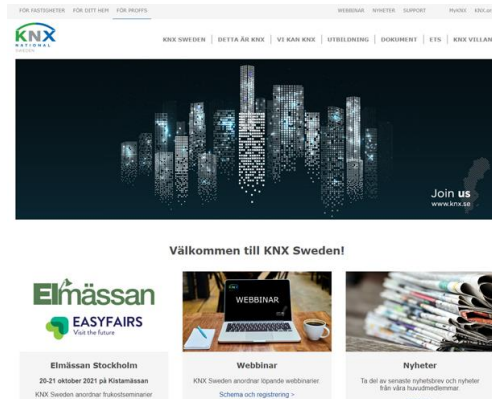 FÖR FASTIGHETER FÖR DITT HEM FÖR PROFFS WEBBINAR NYHETER SUPPORT MyKNX KNX.or
KNX
NATIONAL
SWEDEN
KNX SWEDEN DETTA ÄR KNX VI KAN KNX UTBILDNING DOKUMENT ETS KNX VILLAN
Join us
www.knx.se
Välkommen till KNX Sweden!
Elmässan
EASYFAIRS
Visit the future
WEBBINAR
Elmässan Stockholm
20-21 oktober 2021 på Kistamässan
KNX Sweden anordnar frukostseminarier
Webbinar
KNX Sweden anordnar löpande webbinarier.
Schema och registrering >
Nyheter
Ta del av senaste nyhetsbrev och nyheter
från våra huvudmedlemmar.